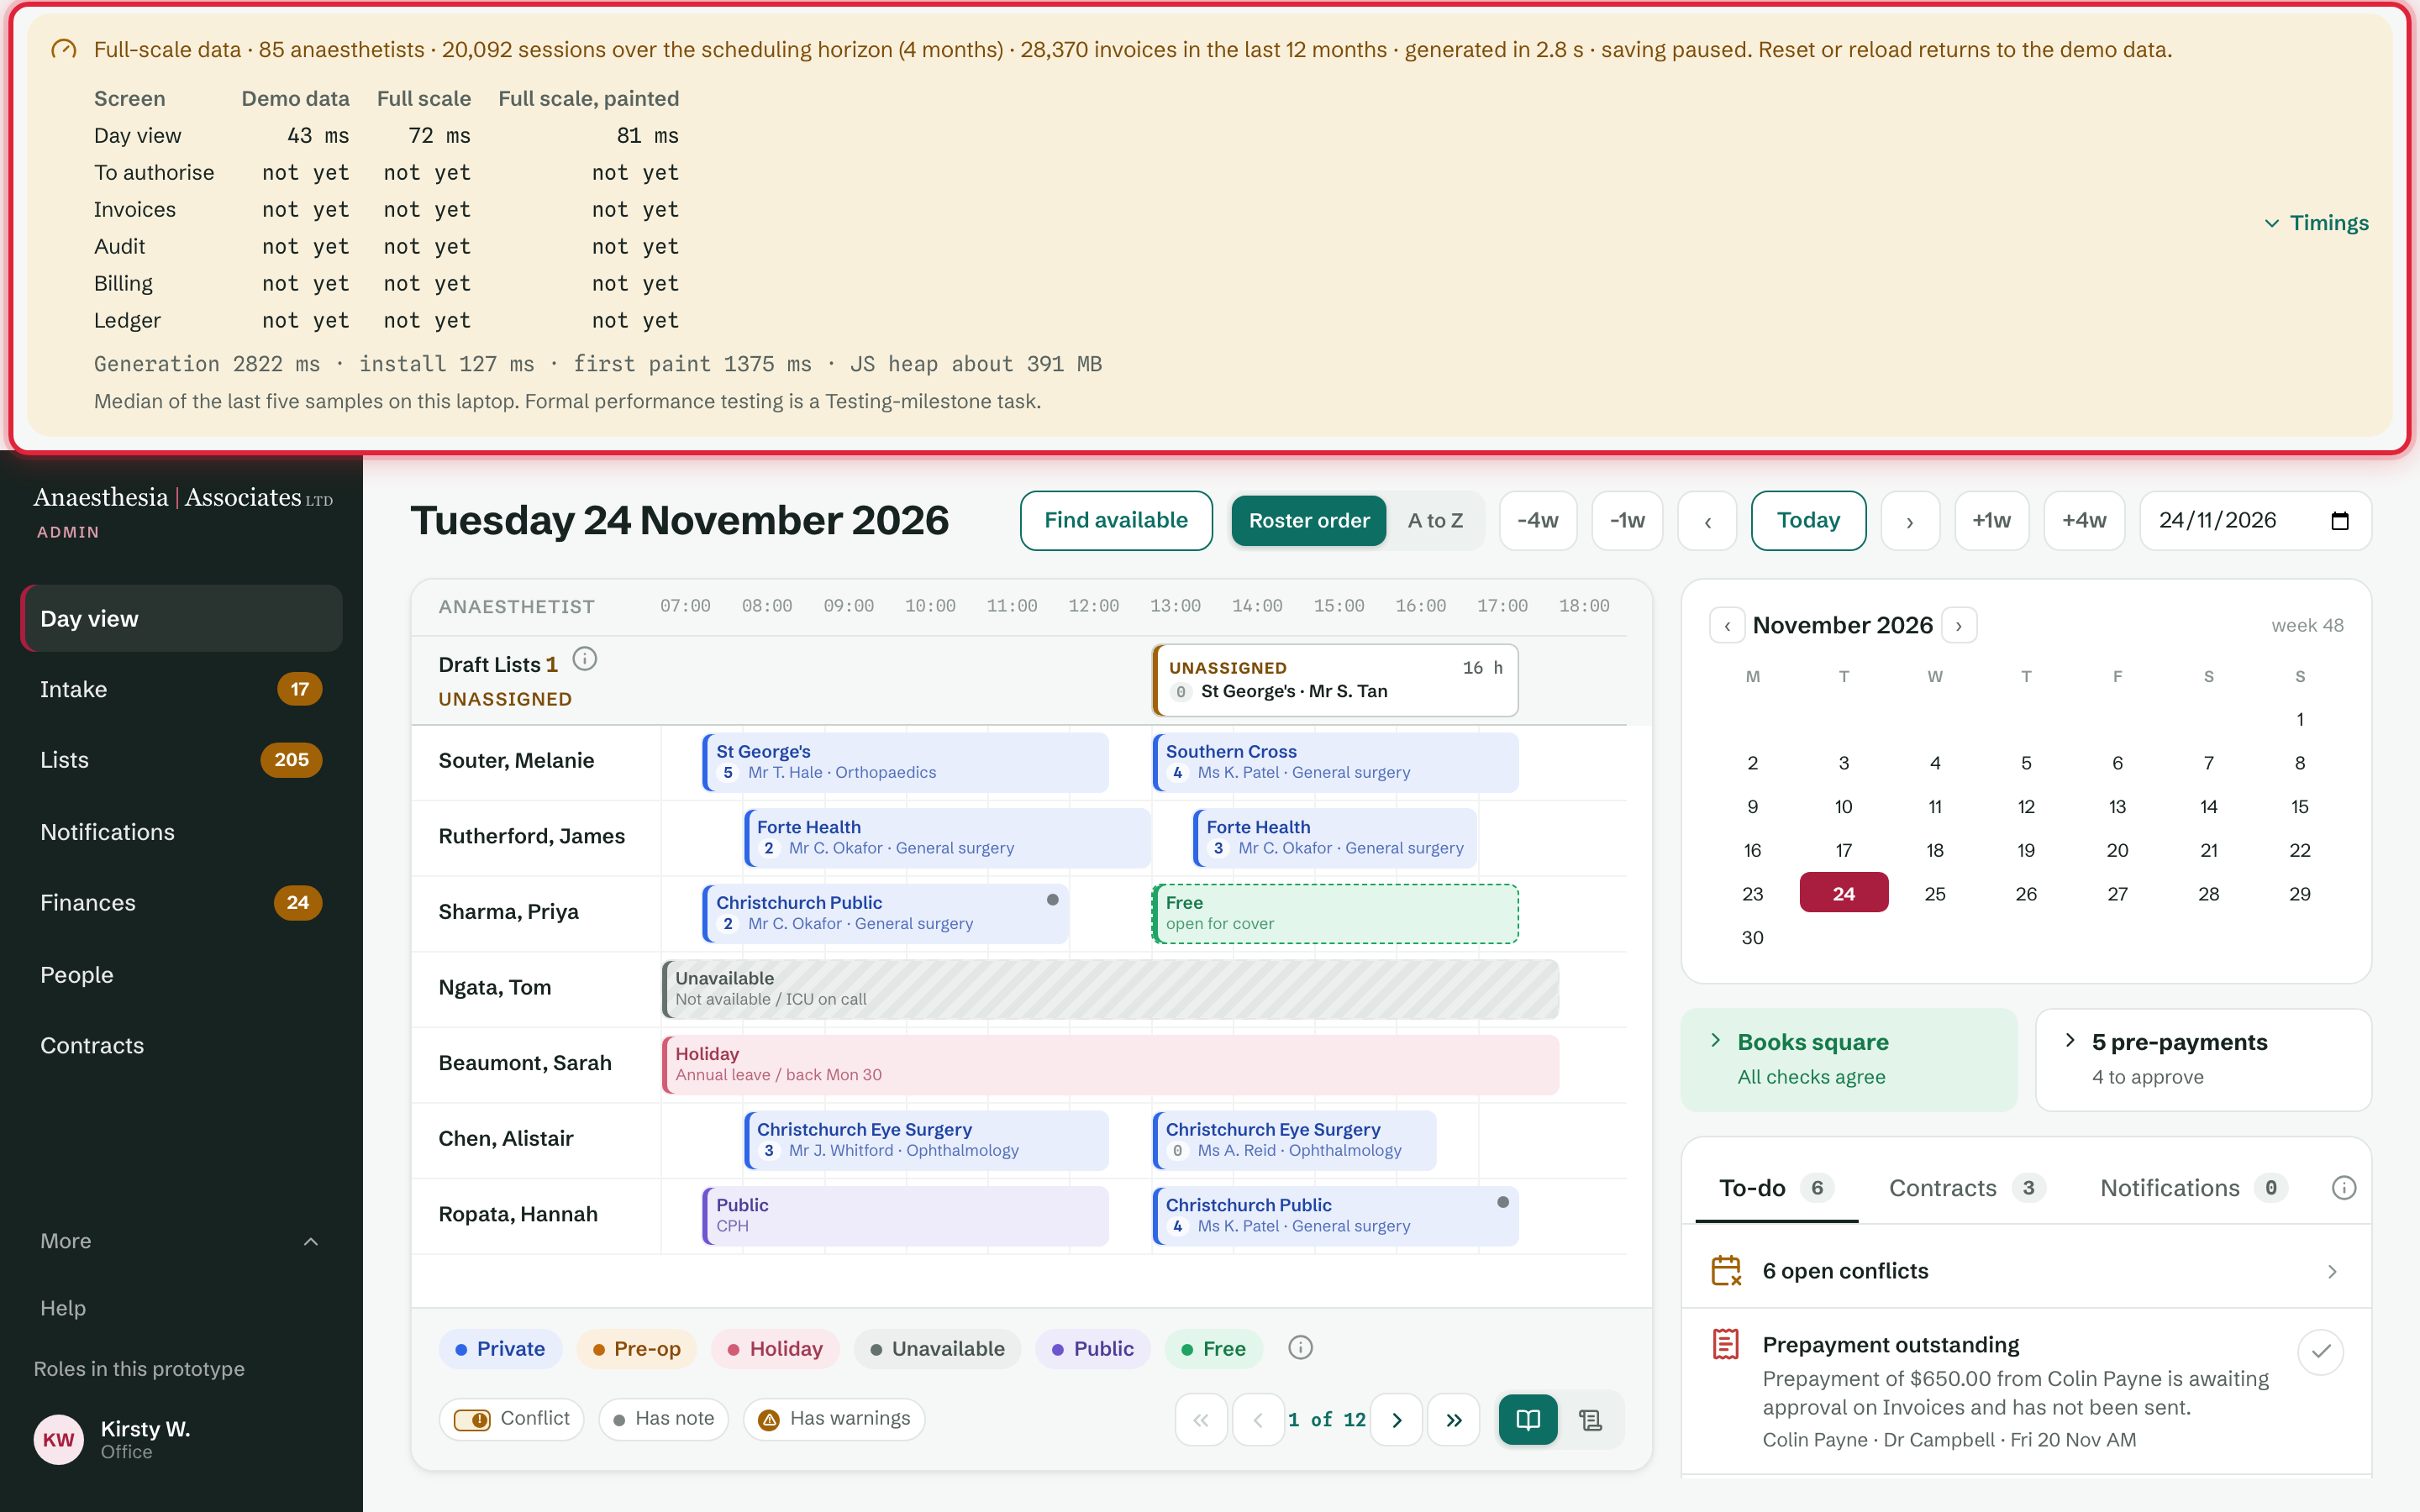 Full-scale data · 85 anaesthetists · 20,092 sessions over the scheduling horizon (4 months) · 28,370 invoices in the last 12 months · generated in 2.8 s · saving paused. Reset or reload returns to the demo data.
Screen Demo data Full scale Full scale, painted
Day view 43 ms 72 ms 81 ms
To authorise not yet not yet not yet
Invoices not yet not yet not yet
Audit not yet not yet not yet
Billing not yet not yet not yet
Ledger not yet not yet not yet
Timings
Generation 2822 ms · install 127 ms · first paint 1375 ms · JS heap about 391 MB
Median of the last five samples on this laptop. Formal performance testing is a Testing-milestone task.
Anaesthesia | Associates LTD
ADMIN
Day view
Intake 17
Lists 205
Notifications
Finances 24
People
Contracts
More
Help
Roles in this prototype
KW
Kirsty W.
Office
Tuesday 24 November 2026
Find available
Roster order A to Z
-4w
-1w
‹
Today
›
+1w
+4w
24/11/2026
ANAESTHETIST 07:00 08:00 09:00 10:00 11:00 12:00 13:00 14:00 15:00 16:00 17:00 18:00
Draft Lists 1
UNASSIGNED
UNASSIGNED 16 h
0 St George's · Mr S. Tan
Souter, Melanie
St George's
5 Mr T. Hale · Orthopaedics
Southern Cross
4 Ms K. Patel · General surgery
Rutherford, James
Forte Health
2 Mr C. Okafor · General surgery
Forte Health
3 Mr C. Okafor · General surgery
Sharma, Priya
Christchurch Public
2 Mr C. Okafor · General surgery
Free
open for cover
Ngata, Tom
Unavailable
Not available / ICU on call
Beaumont, Sarah
Holiday
Annual leave / back Mon 30
Chen, Alistair
Christchurch Eye Surgery
3 Mr J. Whitford · Ophthalmology
Christchurch Eye Surgery
0 Ms A. Reid · Ophthalmology
Ropata, Hannah
Public
CPH
Christchurch Public
4 Ms K. Patel · General surgery
Private
Pre-op
Holiday
Unavailable
Public
Free
Conflict
Has note
Has warnings
« ‹ 1 of 12 › »
‹ November 2026 › week 48
M T W T F S S
1
2 3 4 5 6 7 8
9 10 11 12 13 14 15
16 17 18 19 20 21 22
23 24 25 26 27 28 29
30
Books square
All checks agree
5 pre-payments
4 to approve
To-do 6 Contracts 3 Notifications 0
6 open conflicts
Prepayment outstanding
Prepayment of $650.00 from Colin Payne is awaiting
approval on Invoices and has not been sent.
Colin Payne · Dr Campbell · Fri 20 Nov AM